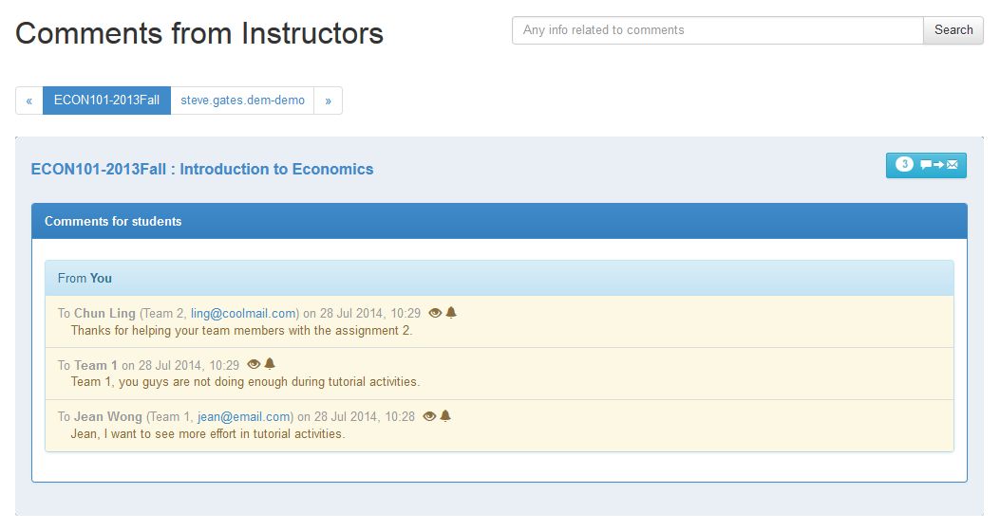 Comments from Instructors
Any info related to comments
Search
«
ECON101-2013Fall
steve.gates.dem-demo
»
ECON101-2013Fall : Introduction to Economics
3
Comments for students
From You
To Chun Ling (Team 2, ling@coolmail.com) on 28 Jul 2014, 10:29
Thanks for helping your team members with the assignment 2.
To Team 1 on 28 Jul 2014, 10:29
Team 1, you guys are not doing enough during tutorial activities.
To Jean Wong (Team 1, jean@email.com) on 28 Jul 2014, 10:28
Jean, I want to see more effort in tutorial activities.